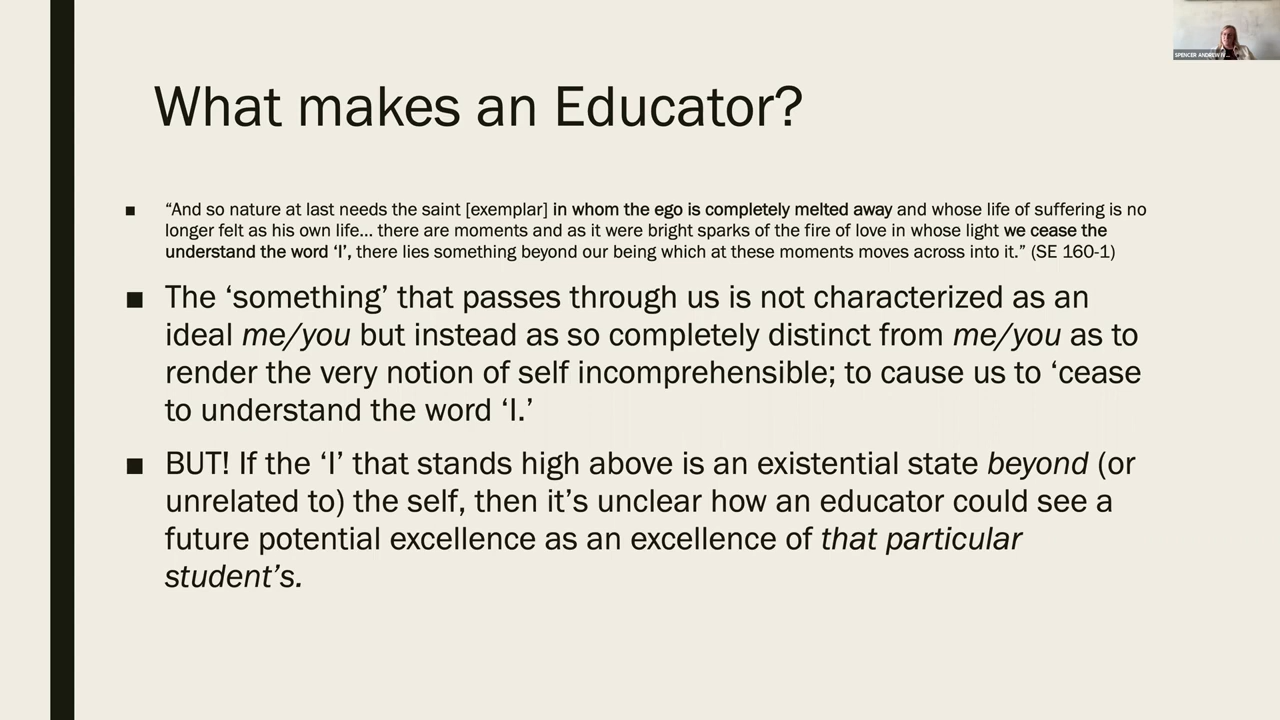 SPENCER ANDREW
What makes an Educator?
■ “And so nature at last needs the saint [exemplar] in whom the ego is completely melted away and whose life of suffering is no
longer felt as his own life... there are moments and as it were bright sparks of the fire of love in whose light we cease the
understand the word ‘I’, there lies something beyond our being which at these moments moves across into it.” (SE 160-1)
■ The ‘something’ that passes through us is not characterized as an
ideal me/you but instead as so completely distinct from me/you as to
render the very notion of self incomprehensible; to cause us to ‘cease
to understand the word ‘I.’
■ BUT! If the ‘I’ that stands high above is an existential state beyond (or
unrelated to) the self, then it’s unclear how an educator could see a
future potential excellence as an excellence of that particular
student’s.